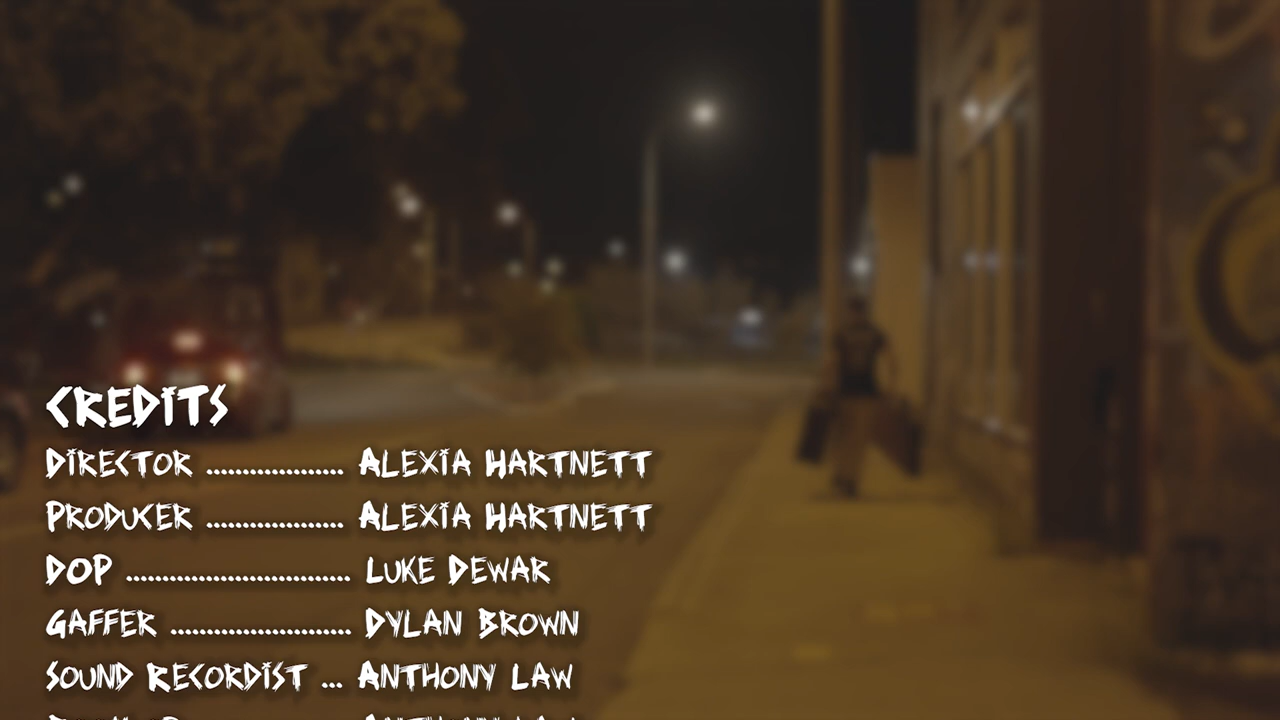 CREDITS
DIRECTOR ................... ALEXIA HARTNETT
PRODUCER ................... ALEXIA HARTNETT
DOP ............................... LUKE DEWAR
GAFFER ......................... DYLAN BROWN
SOUND RECORDIST ... ANTHONY LAW